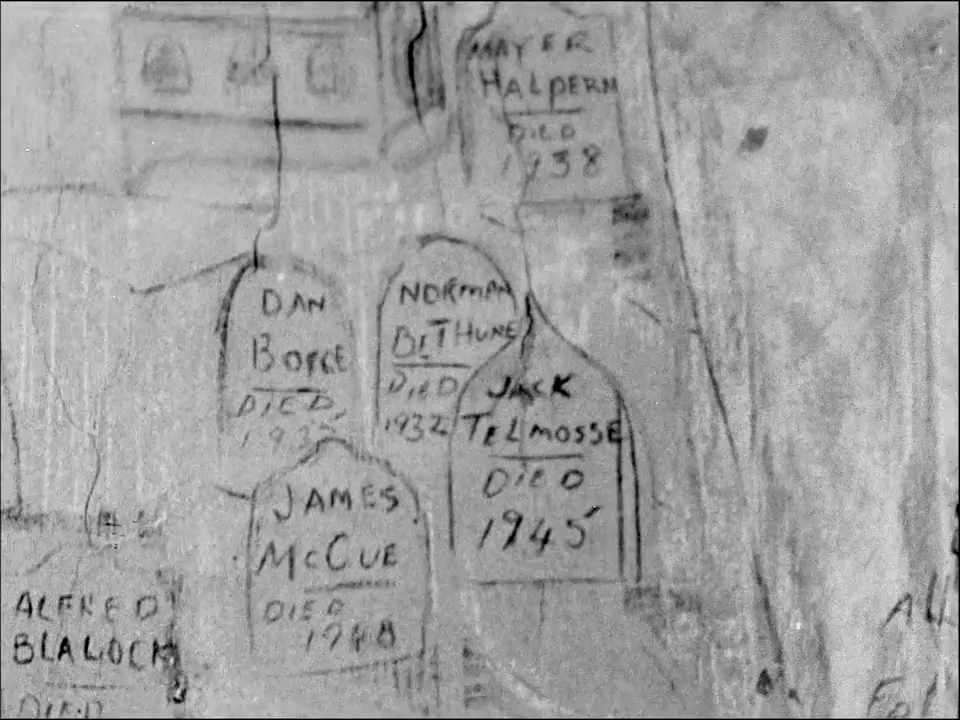 MAYER
HALPERN
DIED
1938
DAN
DIED
NORMAN
BETHUNE
DIED
1932
JACK
TELMOSSE
DIED
1945
JAMES
McCUE
DIED
ALFRED
BLALOCK
DIED